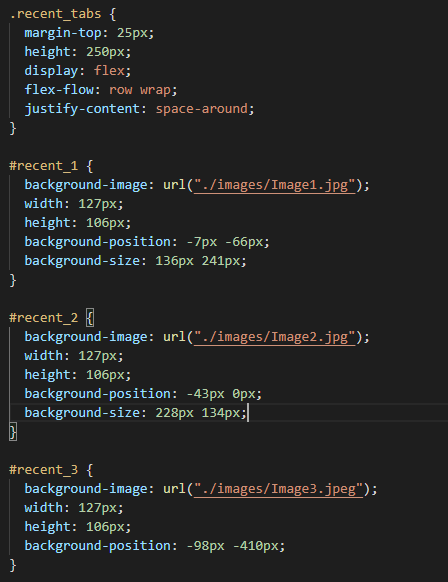 .recent_tabs {
  margin-top: 25px;
  height: 250px;
  display: flex;
  flex-flow: row wrap;
  justify-content: space-around;
}

#recent_1 {
  background-image: url("./images/Image1.jpg");
  width: 127px;
  height: 106px;
  background-position: -7px -66px;
  background-size: 136px 241px;
}

#recent_2 {
  background-image: url("./images/Image2.jpg");
  width: 127px;
  height: 106px;
  background-position: -43px 0px;
  background-size: 228px 134px;
}

#recent_3 {
  background-image: url("./images/Image3.jpeg");
  width: 127px;
  height: 106px;
  background-position: -98px -410px;
}